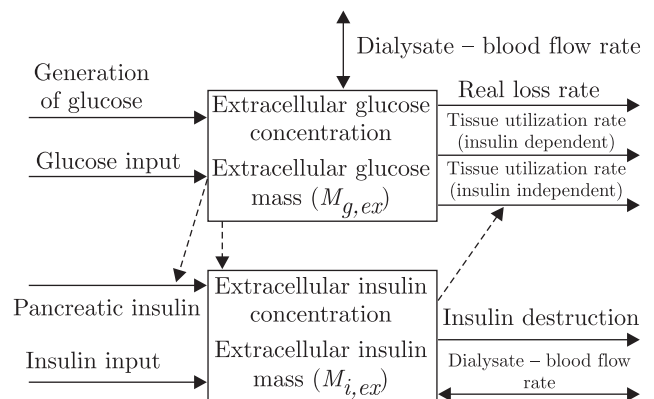 Dialysate – blood flow rate
Generation
of glucose
Glucose input
Extracellular glucose
concentration
Extracellular glucose
mass (M_{g,ex})
Real loss rate
Tissue utilization rate
(insulin dependent)
Tissue utilization rate
(insulin independent)
Pancreatic insulin
Insulin input
Extracellular insulin
concentration
Extracellular insulin
mass (M_{i,ex})
Insulin destruction
Dialysate – blood flow
rate